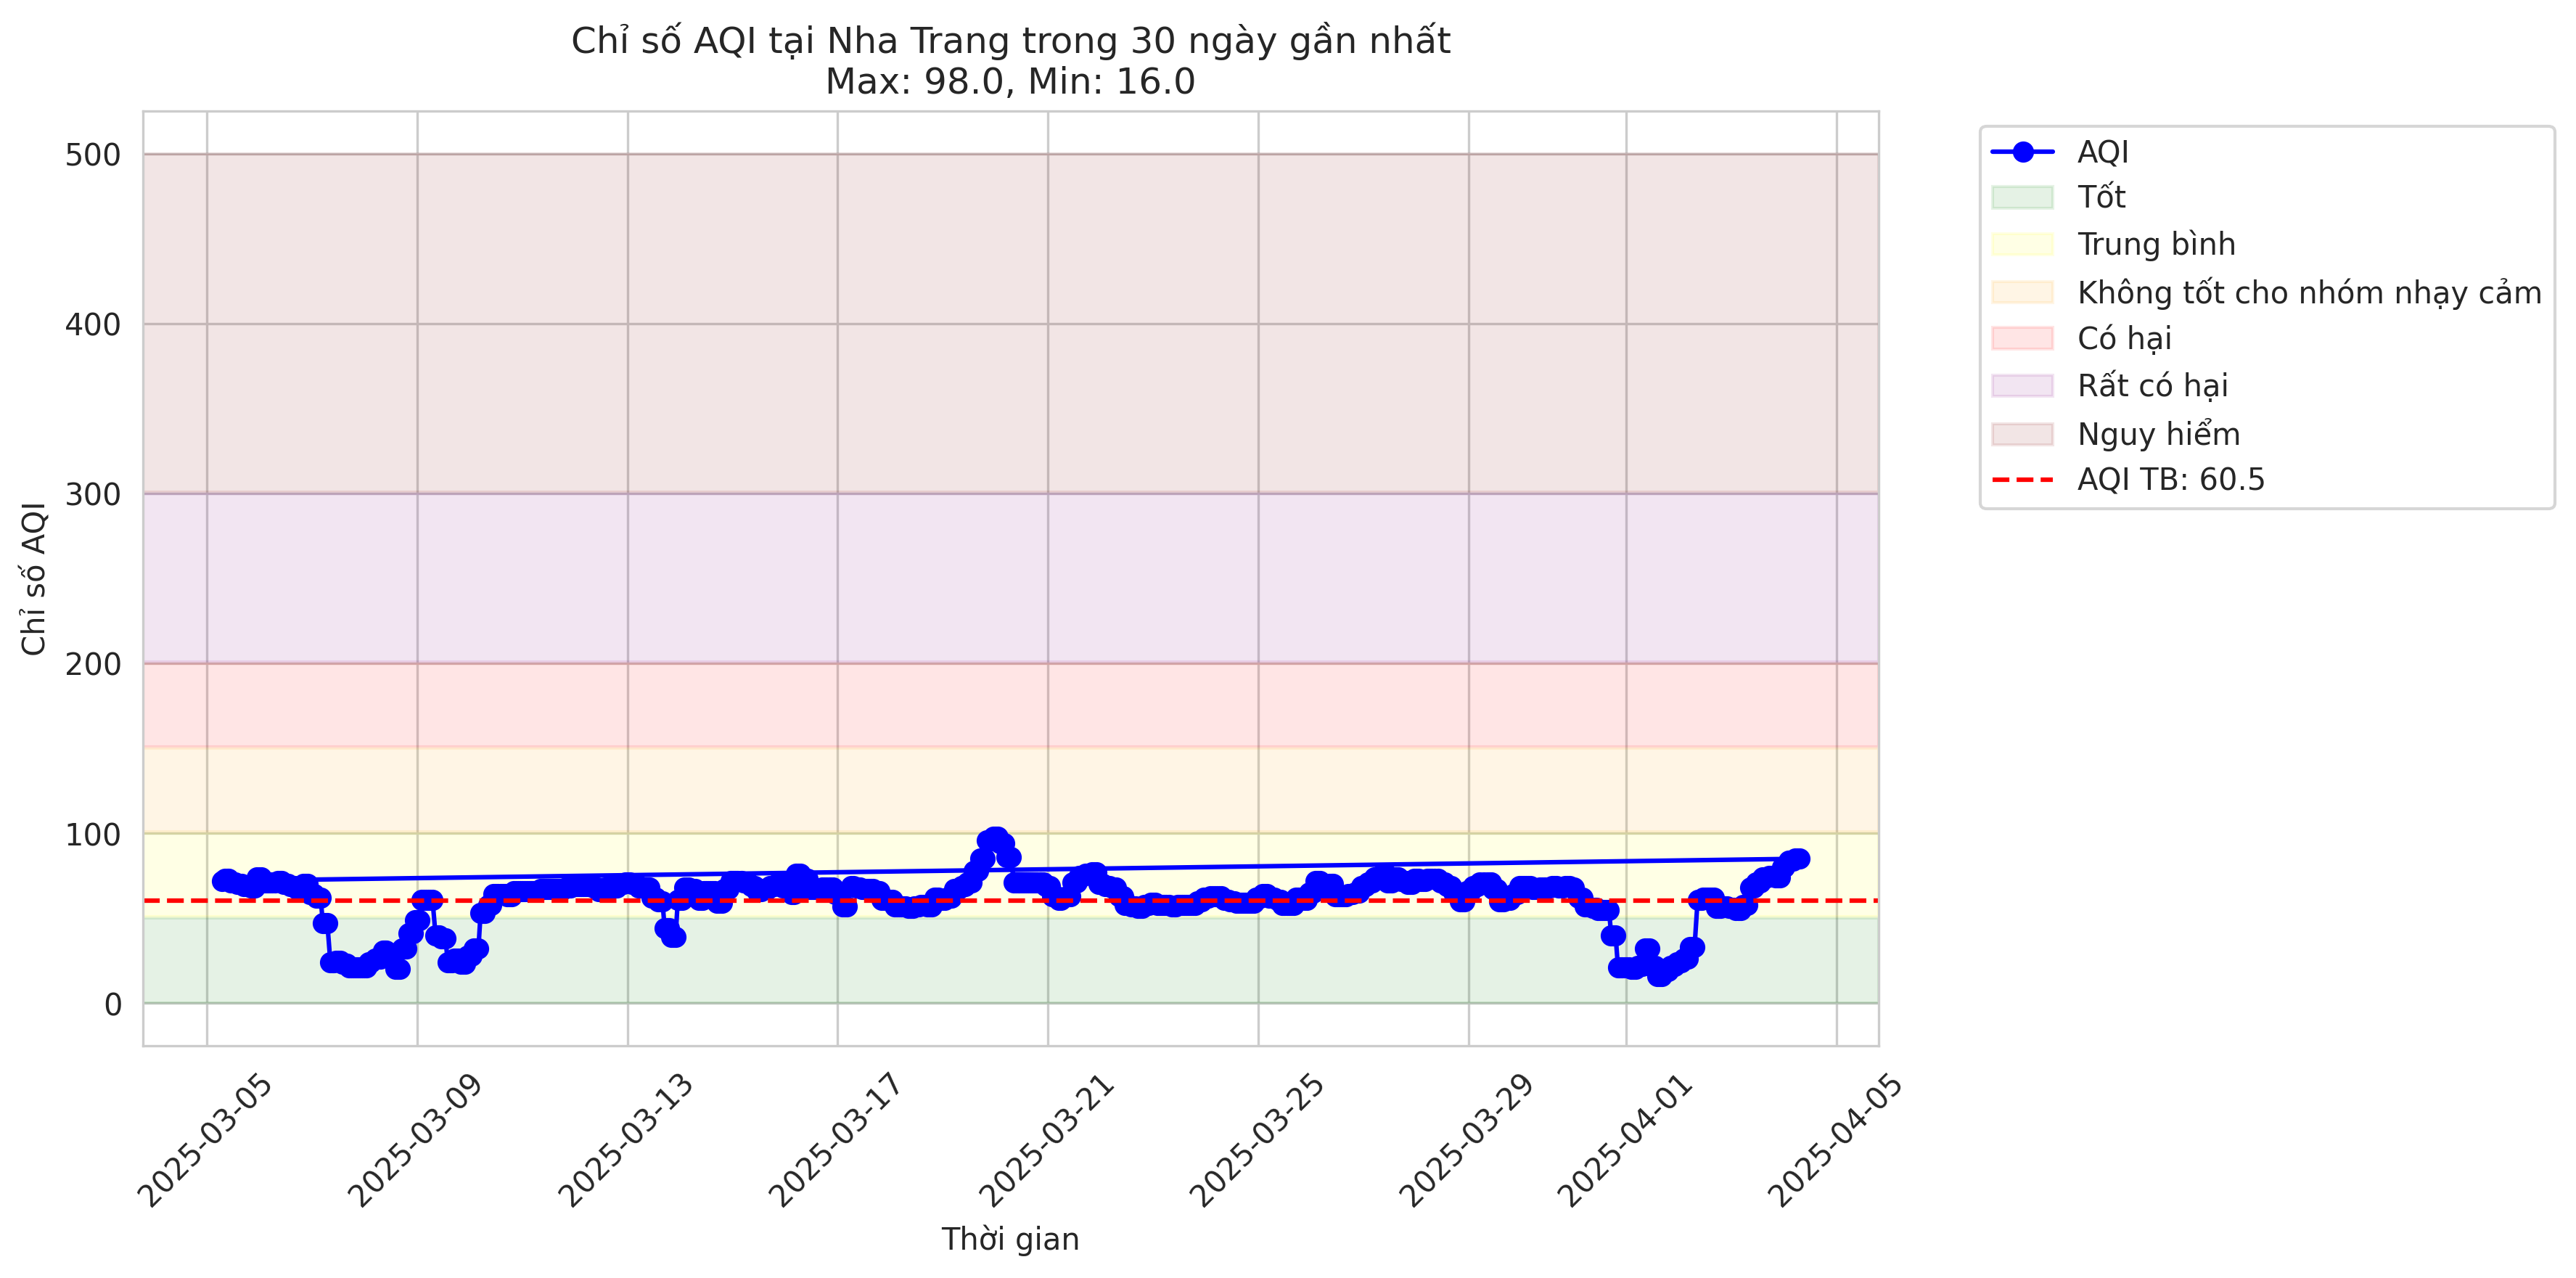 Chỉ số AQI tại Nha Trang trong 30 ngày gần nhất
Max: 98.0, Min: 16.0
Chỉ số AQI
500
400
300
200
100
0
2025-03-05
2025-03-09
2025-03-13
2025-03-17
2025-03-21
2025-03-25
2025-03-29
2025-04-01
2025-04-05
Thời gian
AQI
Tốt
Trung bình
Không tốt cho nhóm nhạy cảm
Có hại
Rất có hại
Nguy hiểm
AQI TB: 60.5